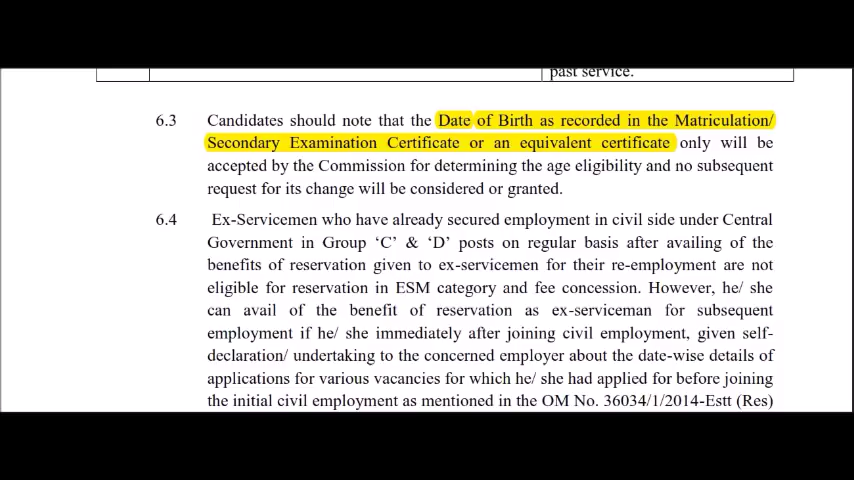 past service.
6.3 Candidates should note that the Date of Birth as recorded in the Matriculation/
Secondary Examination Certificate or an equivalent certificate only will be
accepted by the Commission for determining the age eligibility and no subsequent
request for its change will be considered or granted.
6.4 Ex-Servicemen who have already secured employment in civil side under Central
Government in Group ‘C’ & ‘D’ posts on regular basis after availing of the
benefits of reservation given to ex-servicemen for their re-employment are not
eligible for reservation in ESM category and fee concession. However, he/ she
can avail of the benefit of reservation as ex-serviceman for subsequent
employment if he/ she immediately after joining civil employment, given self-
declaration/ undertaking to the concerned employer about the date-wise details of
applications for various vacancies for which he/ she had applied for before joining
the initial civil employment as mentioned in the OM No. 36034/1/2014-Estt (Res)